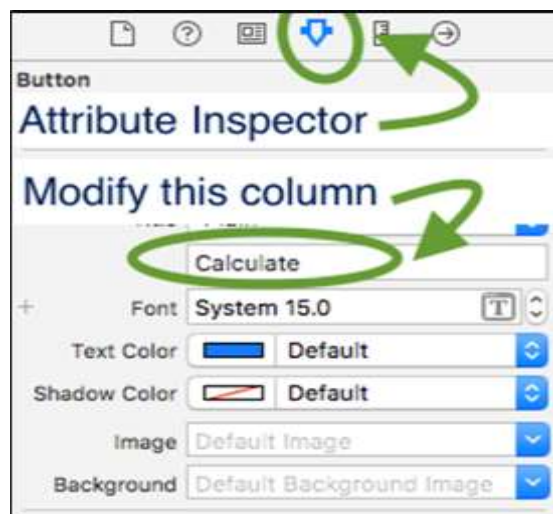 Button
Attribute Inspector
Modify this column
Calculate
Font System 15.0 T
Text Color Default
Shadow Color Default
Image Default Image
Background Default Background Image